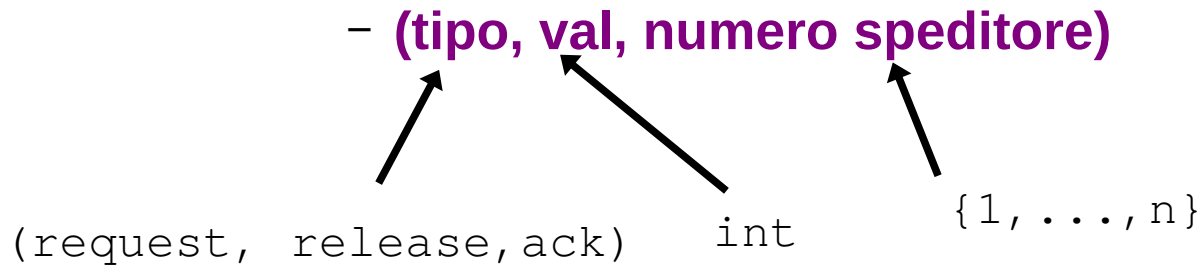 - (tipo, val, numero speditore)
(request, release,ack)
int
{1,...,n}